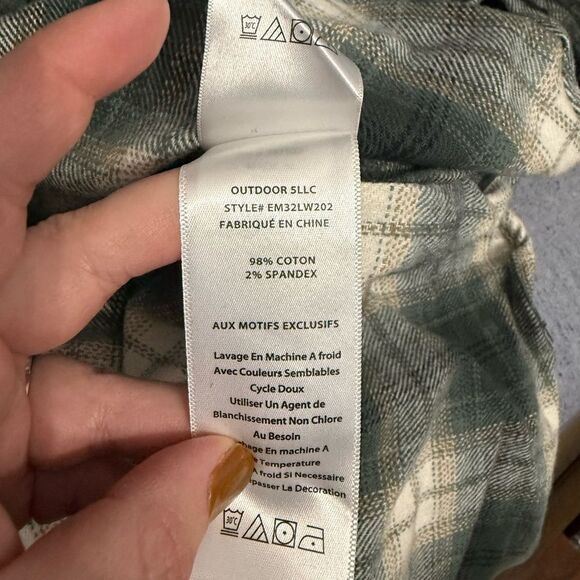 30°C
OUTDOOR 5LLC
STYLE# EM32LW202
FABRIQUÉ EN CHINE
98% COTON
2% SPANDEX
AUX MOTIFS EXCLUSIFS
Lavage En Machine A froid
Avec Couleurs Semblables
Cycle Doux
Utiliser Un Agent de
Blanchissement Non Chlore
Au Besoin
En machine A
Temperature
A froid Si Necessaire
La Decoration
30°C